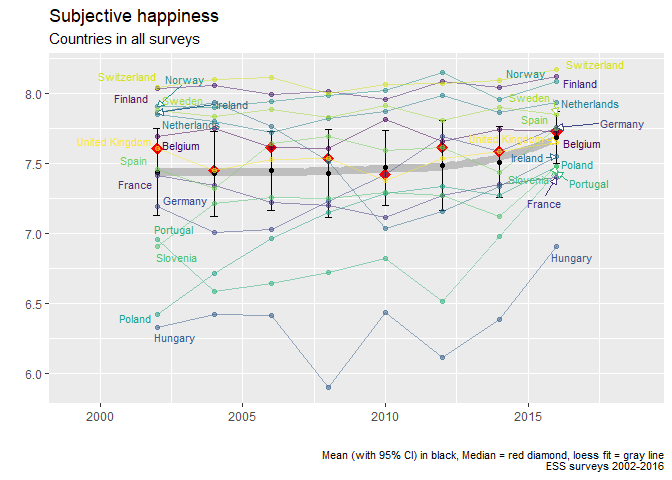 Subjective happiness
Countries in all surveys
Switzerland
Norway
Finland
Sweden
Ireland
Netherlands
United Kingdom
Belgium
Spain
France
Germany
Portugal
Slovenia
Poland
Hungary
Switzerland
Norway
Finland
Sweden
Netherlands
Spain
Germany
United Kingdom
Belgium
Ireland
Poland
Slovenia
Portugal
France
Hungary
8.0
7.5
7.0
6.5
6.0
2000
2005
2010
2015
Mean (with 95% CI) in black, Median = red diamond, loess fit = gray line
ESS surveys 2002-2016